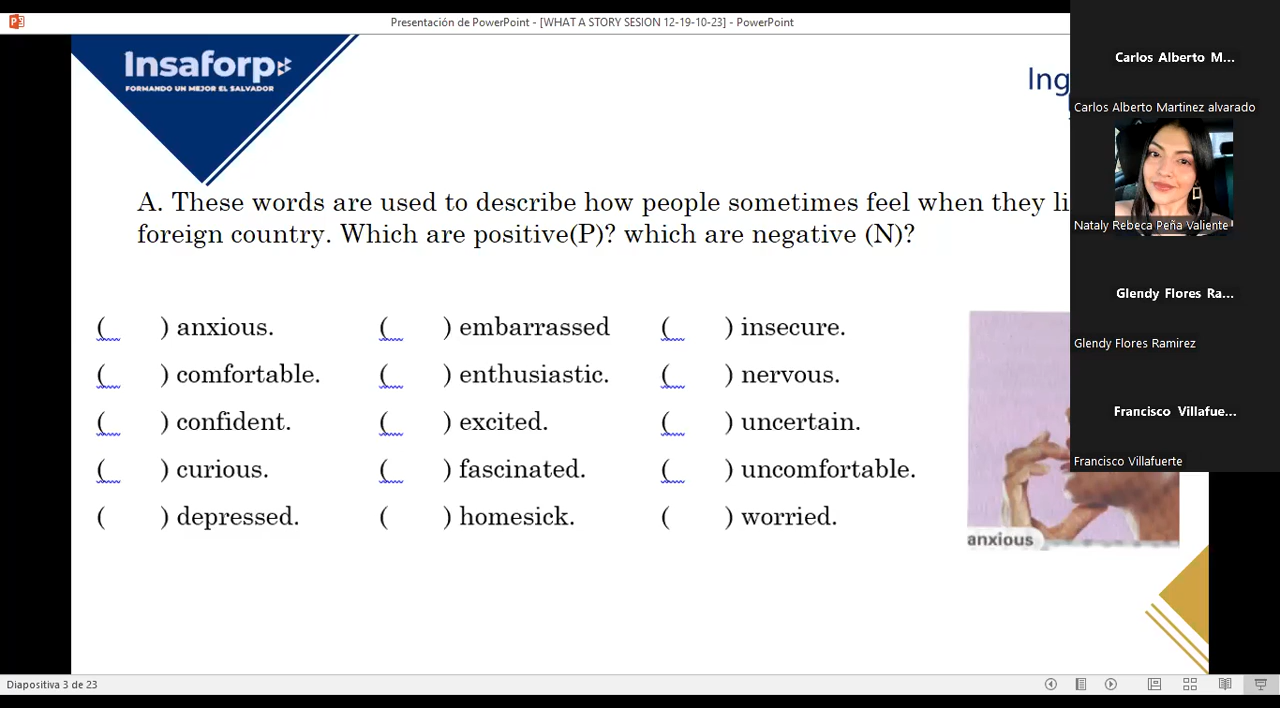 Presentación de PowerPoint - [WHAT A STORY SESION 12-19-10-23] - PowerPoint
Insaforp
FORMANDO UN MEJOR EL SALVADOR
Ing
A. These words are used to describe how people sometimes feel when they li
foreign country. Which are positive(P)? which are negative (N)?
( ) anxious. ( ) embarrassed ( ) insecure.
( ) comfortable. ( ) enthusiastic. ( ) nervous.
( ) confident. ( ) excited. ( ) uncertain.
( ) curious. ( ) fascinated. ( ) uncomfortable.
( ) depressed. ( ) homesick. ( ) worried.
anxious
Carlos Alberto M...
Carlos Alberto Martinez alvarado
Nataly Rebeca Peña Valiente
Glendy Flores Ra...
Glendy Flores Ramirez
Francisco Villafue...
Francisco Villafuerte
Diapositiva 3 de 23